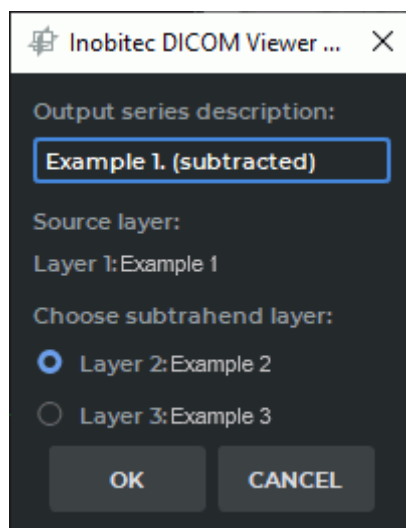 Inobitec DICOM Viewer ...
Output series description:
Example 1. (subtracted)
Source layer:
Layer 1: Example 1
Choose subtrahend layer:
Layer 2: Example 2
Layer 3: Example 3
OK CANCEL